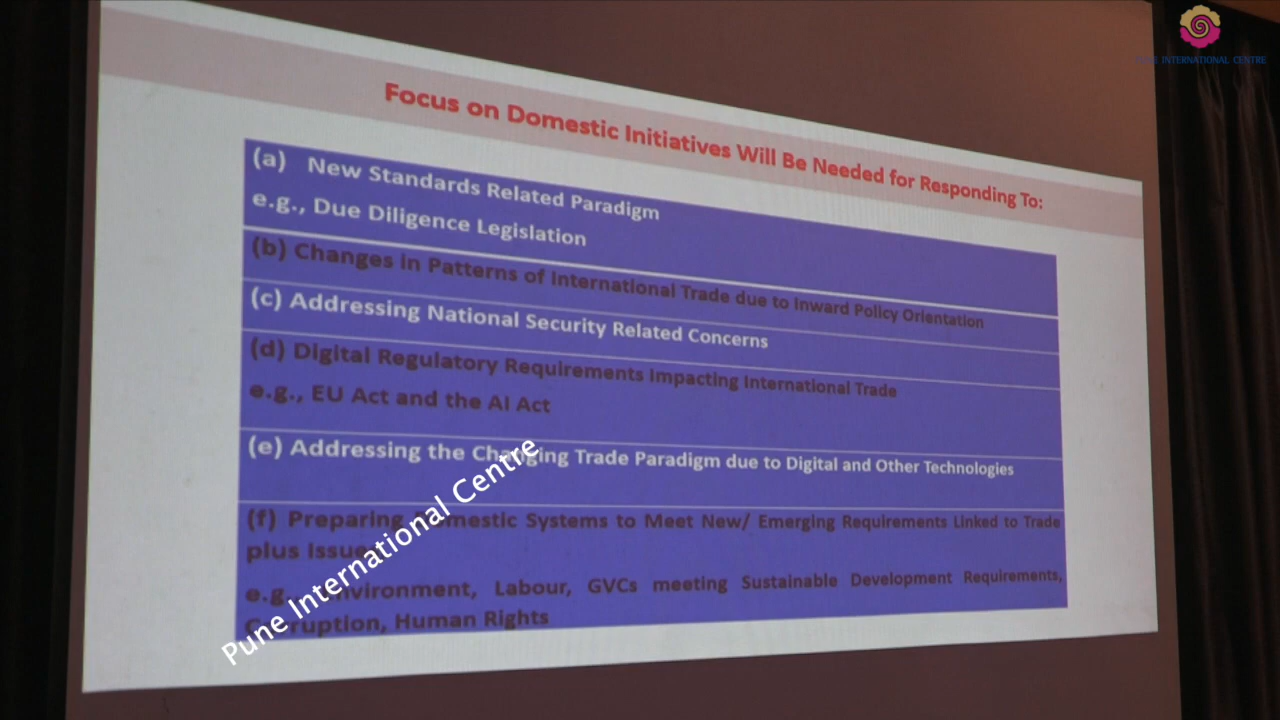 PUNE INTERNATIONAL CENTRE
Focus on Domestic Initiatives Will Be Needed for Responding To:
(a) New Standards Related Paradigm
e.g., Due Diligence Legislation
(b) Changes in Patterns of International Trade due to Inward Policy Orientation
(c) Addressing National Security Related Concerns
(d) Digital Regulatory Requirements Impacting International Trade
e.g., EU Act and the AI Act
(e) Addressing the Changing Trade Paradigm due to Digital and Other Technologies
(f) Preparing Domestic Systems to Meet New/ Emerging Requirements Linked to Trade
plus Issues
e.g., Environment, Labour, GVCs meeting Sustainable Development Requirements,
Corruption, Human Rights
Pune International Centre